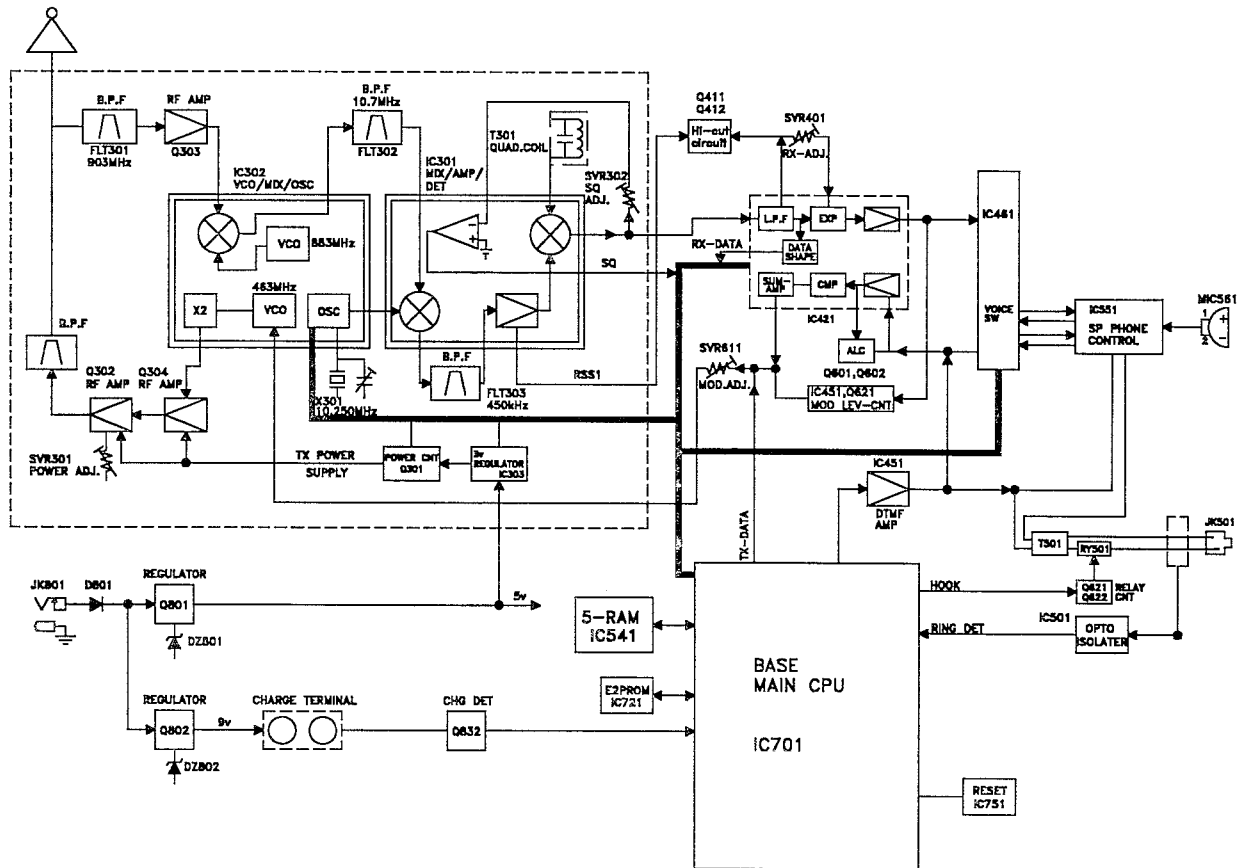 B.P.F
FLT301
903MHz
RF AMP
Q303
B.P.F
10.7MHz
FLT302
T301
QUAD.COIL
IC301
MIX/AMP/
DET
IC302
VCO/MIX/OSC
SVR302
SQ
ADJ.
VCO
X2
463MHz
VCO
OSC
SQ
B.P.F
FLT303
450kHz
RSS1
X301
10.250MHz
B.P.F
Q302
RF AMP
Q304
RF AMP
SVR301
POWER ADJ.
TX POWER
SUPPLY
POWER CNT
Q301
REGULATOR
IC303
Q411
Q412
Hi-cut
circuit
SVR401
RX-ADJ.
L.P.F
EXP
DATA
SHAPE
RX-DATA
SUM-
AMP
CMP
IC421
ALC
Q601, Q602
SVR611
MOD.ADJ.
IC451,Q621
MOD LEV-CNT
IC461
VOICE
SW
IC551
SP PHONE
CONTROL
MIC561
1
2
IC451
DTMF
AMP
T501
RY501
JK501
TX-DATA
HOOK
Q621
Q622
RELAY
CNT
IC501
OPTO
ISOLATER
RING DET
JK801
D801
REGULATOR
Q801
DZ801
5v
REGULATOR
Q802
DZ802
9v
CHARGE TERMINAL
CHG DET
Q832
5-RAM
IC541
E2PROM
IC721
BASE
MAIN CPU
IC701
RESET
IC751